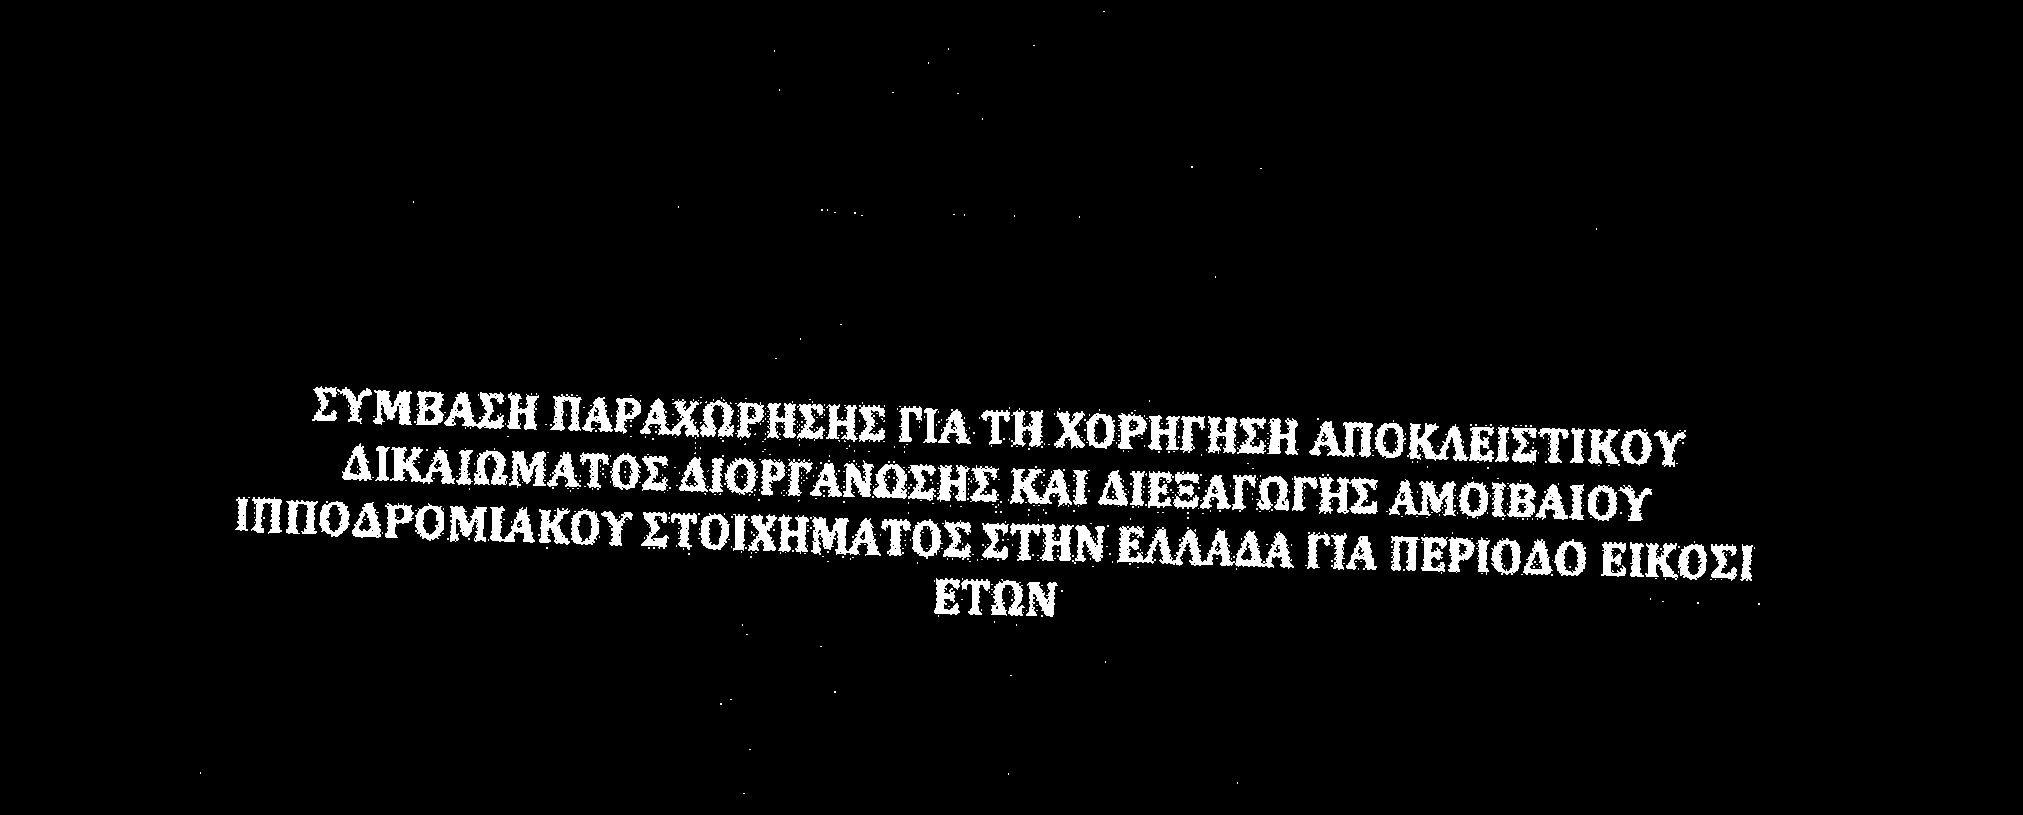 ΣΥΜΒΑΣΗ ΠΑΡΑΧΩΡΗΣΗΣ ΓΙΑ ΤΗ ΧΟΡΗΓΗΣΗ ΑΠΟΚΛΕΙΣΤΙΚΟΥ
ΔΙΚΑΙΩΜΑΤΟΣ ΔΙΟΡΓΑΝΩΣΗΣ ΚΑΙ ΔΙΕΞΑΓΩΓΗΣ ΑΜΟΙΒΑΙΟΥ
ΙΠΠΟΔΡΟΜΙΑΚΟΥ ΣΤΟΙΧΗΜΑΤΟΣ ΣΤΗΝ ΕΛΛΑΔΑ ΓΙΑ ΠΕΡΙΟΔΟ ΕΙΚΟΣΙ
ΕΤΩΝ